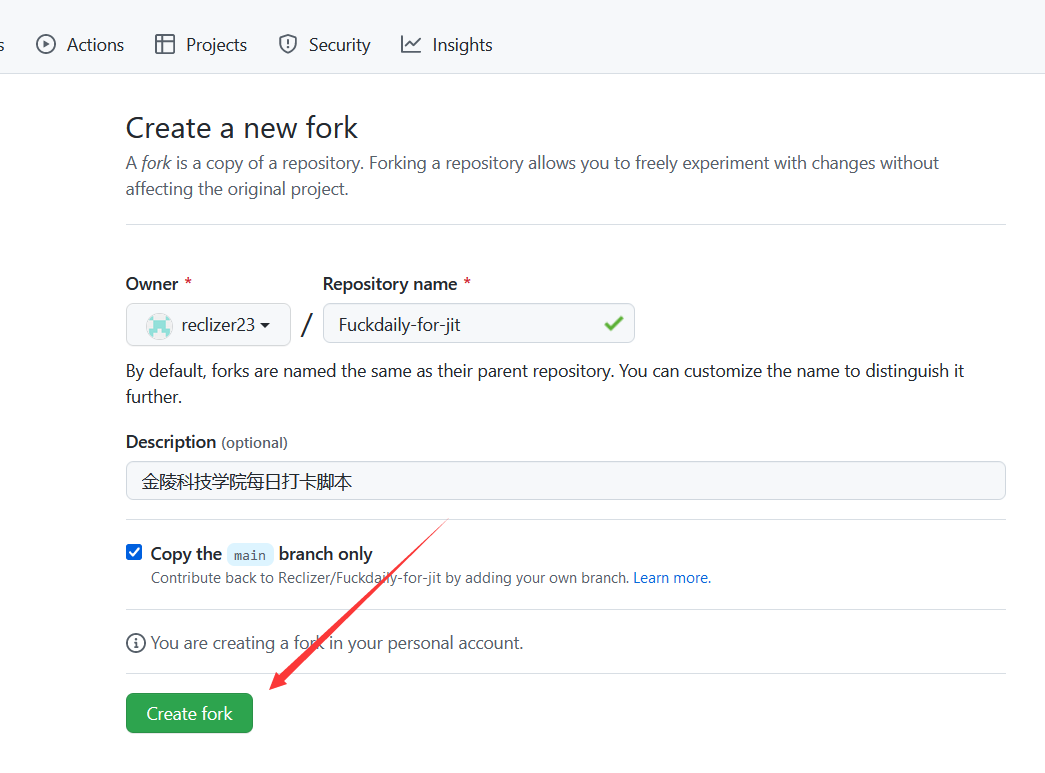 s Actions Projects Security Insights
Create a new fork
A fork is a copy of a repository. Forking a repository allows you to freely experiment with changes without
affecting the original project.
Owner * Repository name *
reclizer23 / Fuckdaily-for-jit
By default, forks are named the same as their parent repository. You can customize the name to distinguish it
further.
Description (optional)
金陵科技学院每日打卡脚本
Copy the main branch only
Contribute back to Reclizer/Fuckdaily-for-jit by adding your own branch. Learn more.
You are creating a fork in your personal account.
Create fork